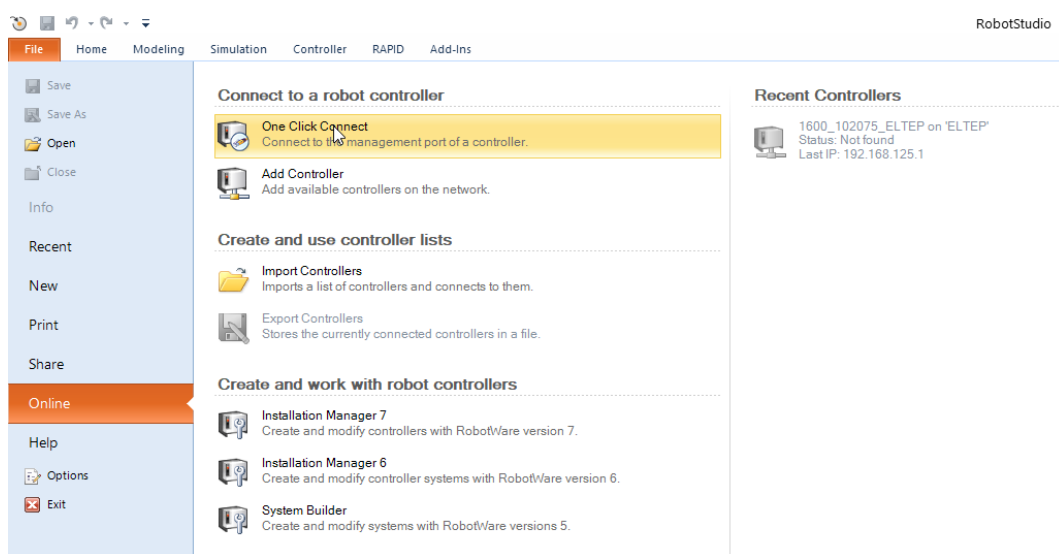 RobotStudio
File Home Modeling Simulation Controller RAPID Add-Ins
Save
Save As
Open
Close
Info
Recent
New
Print
Share
Online
Help
Options
Exit
Connect to a robot controller
One Click Connect
Connect to the management port of a controller.
Add Controller
Add available controllers on the network.
Create and use controller lists
Import Controllers
Imports a list of controllers and connects to them.
Export Controllers
Stores the currently connected controllers in a file.
Create and work with robot controllers
Installation Manager 7
Create and modify controllers with RobotWare version 7.
Installation Manager 6
Create and modify controller systems with RobotWare version 6.
System Builder
Create and modify systems with RobotWare versions 5.
Recent Controllers
1600_102075_ELTEP on 'ELTEP'
Status: Not found
Last IP: 192.168.125.1